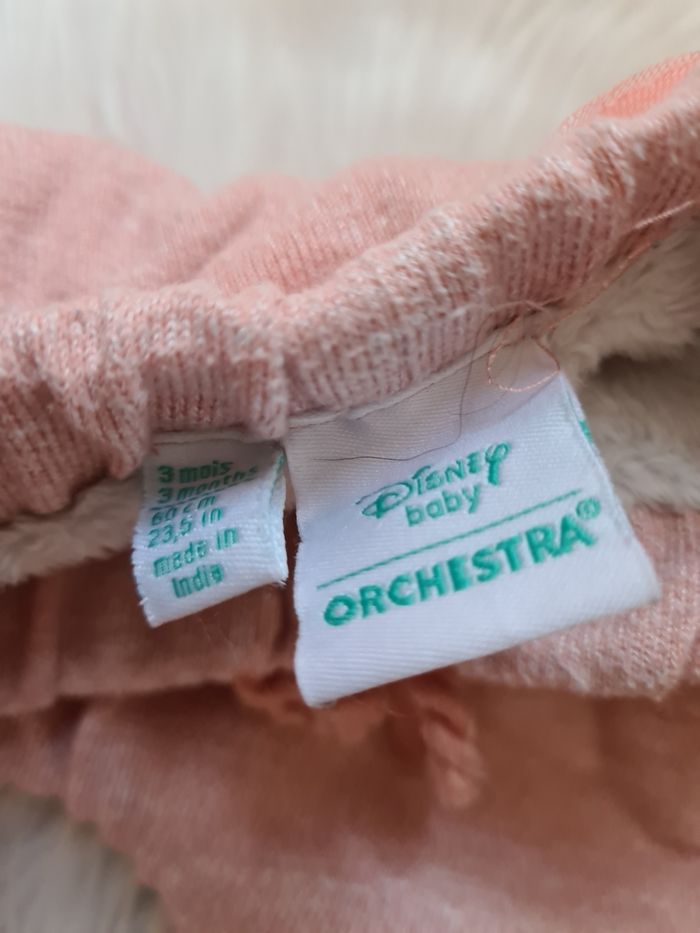 3 mois
3 months
60 cm
23,5 in
made in
India
Disney
baby
ORCHESTRA®